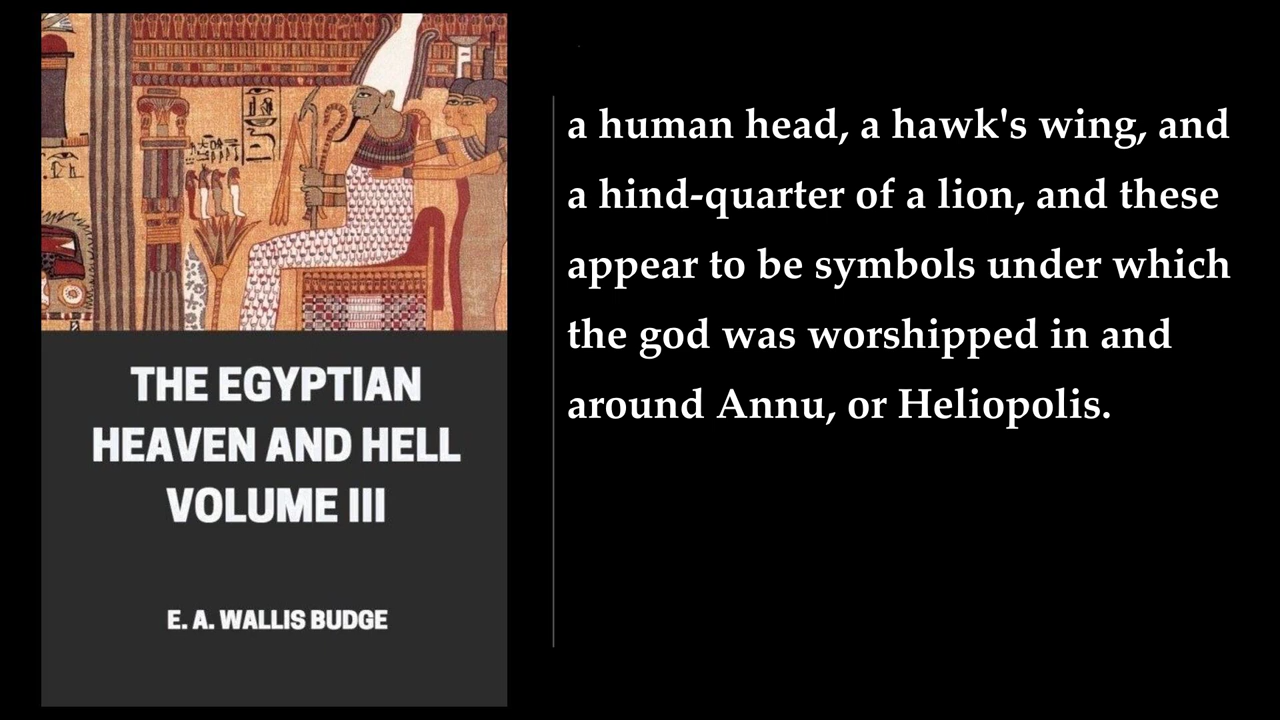 THE EGYPTIAN
HEAVEN AND HELL
VOLUME III
E. A. WALLIS BUDGE
a human head, a hawk's wing, and
a hind-quarter of a lion, and these
appear to be symbols under which
the god was worshipped in and
around Annu, or Heliopolis.